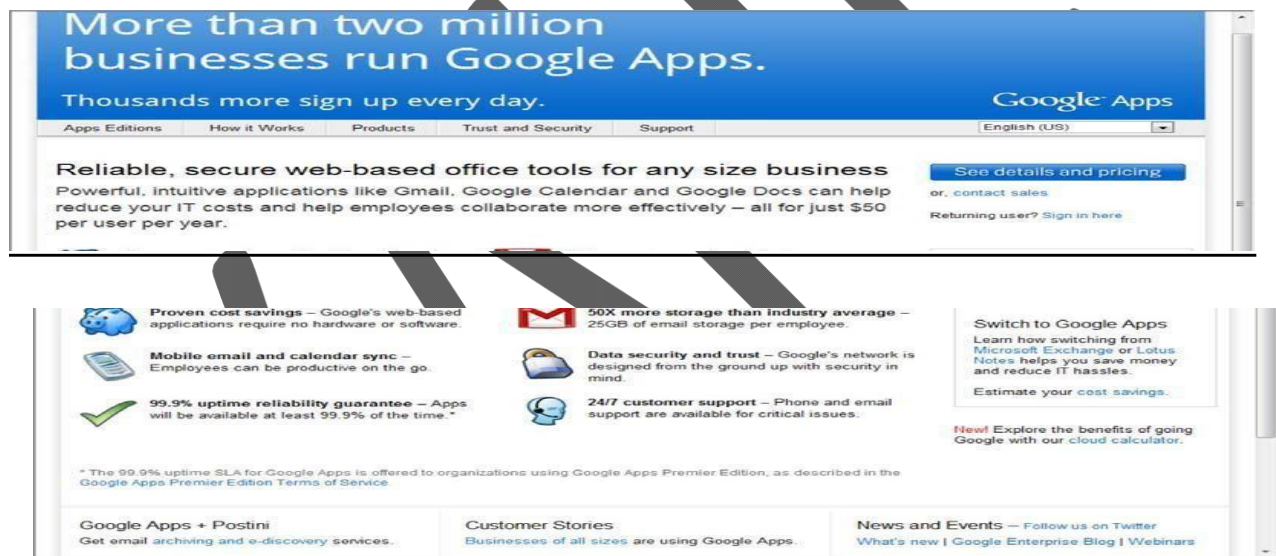 More than two million
businesses run Google Apps.
Thousands more sign up every day.
Google Apps
Apps Editions How it Works Products Trust and Security Support English (US)
Reliable, secure web-based office tools for any size business
Powerful, intuitive applications like Gmail, Google Calendar and Google Docs can help
reduce your IT costs and help employees collaborate more effectively – all for just $50
per user per year.
See details and pricing
or, contact sales
Returning user? Sign in here
Proven cost savings – Google's web-based
applications require no hardware or software.
50X more storage than industry average –
25GB of email storage per employee.
Mobile email and calendar sync –
Employees can be productive on the go.
Data security and trust – Google's network is
designed from the ground up with security in
mind.
99.9% uptime reliability guarantee – Apps
will be available at least 99.9% of the time.*
24/7 customer support – Phone and email
support are available for critical issues.
Switch to Google Apps
Learn how switching from
Microsoft Exchange or Lotus
Notes helps you save money
and reduce IT hassles.
Estimate your cost savings.
New! Explore the benefits of going
Google with our cloud calculator.
* The 99.9% uptime SLA for Google Apps is offered to organizations using Google Apps Premier Edition, as described in the
Google Apps Premier Edition Terms of Service
Google Apps + Postini
Get email archiving and e-discovery services.
Customer Stories
Businesses of all sizes are using Google Apps.
News and Events – Follow us on Twitter
What's new | Google Enterprise Blog | Webinars